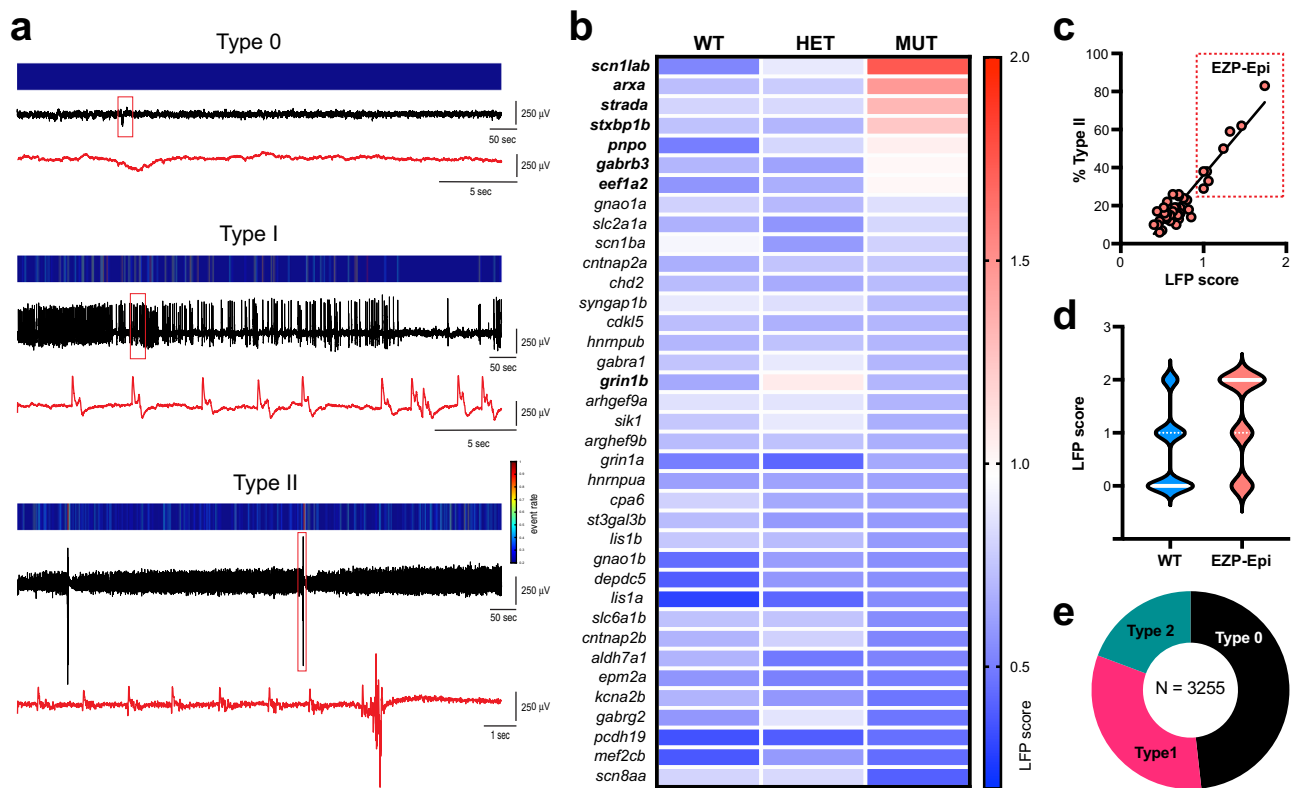 a
Type 0
250 µV
50 sec
250 µV
5 sec
Type I
250 µV
50 sec
250 µV
5 sec
Type II
event rate
250 µV
50 sec
250 µV
1 sec
b
WT HET MUT
scn1lab
arxa
strada
stxbp1b
pnpo
gabrb3
eef1a2
gnao1a
slc2a1a
scn1ba
cntnap2a
chd2
syngap1b
cdkl5
hnrnpub
gabra1
grin1b
arhgef9a
sik1
arghef9b
grin1a
hnrnpua
cpa6
st3gal3b
lis1b
gnao1b
depdc5
lis1a
slc6a1b
cntnap2b
aldh7a1
epm2a
kcna2b
gabrg2
pcdh19
mef2cb
scn8aa
2.0
1.5
1.0
0.5
LFP score
c
EZP-Epi
% Type II
100
80
60
40
20
0
0 1 2
LFP score
d
LFP score
3
2
1
0
WT EZP-Epi
e
Type 2
Type 0
N = 3255
Type1